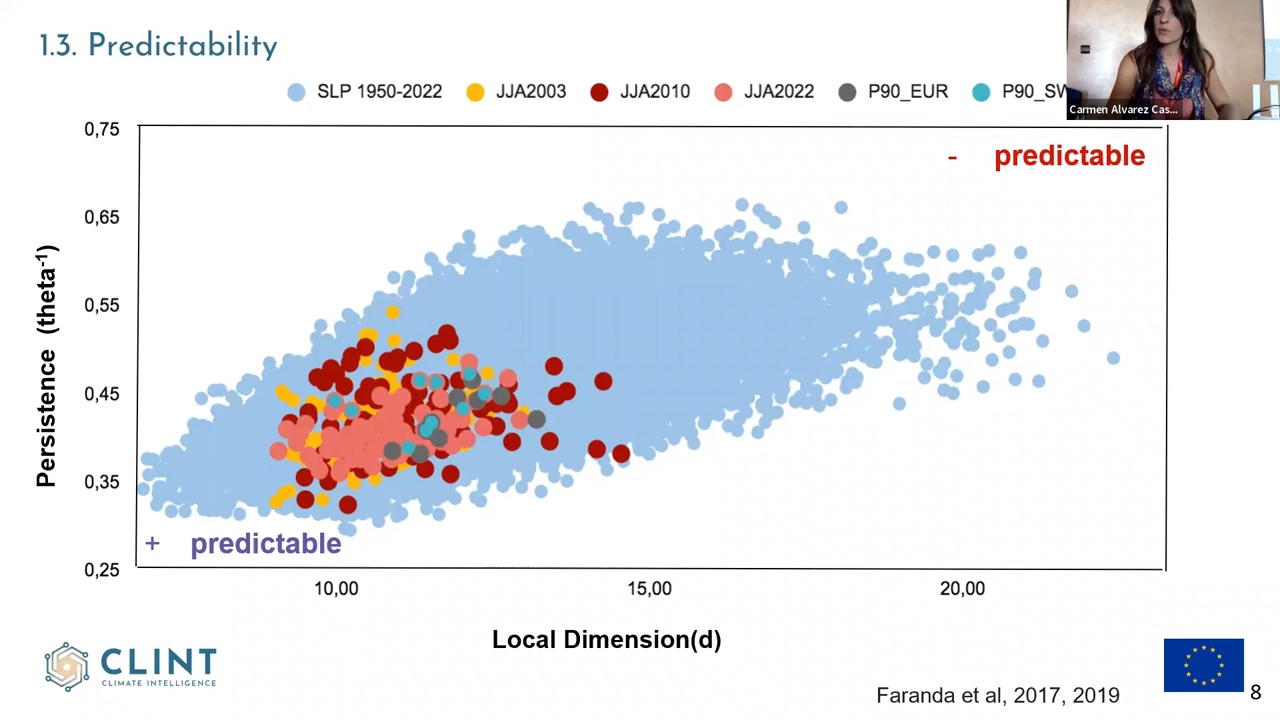 1.3. Predictability
SLP 1950-2022 JJA2003 JJA2010 JJA2022 P90_EUR P90_SW
Carmen Alvarez Cas...
0,75
- predictable
0,65
0,55
0,45
0,35
+ predictable
0,25
Persistence (theta⁻¹)
10,00 15,00 20,00
Local Dimension(d)
CLINT
CLIMATE INTELLIGENCE
Faranda et al, 2017, 2019
8